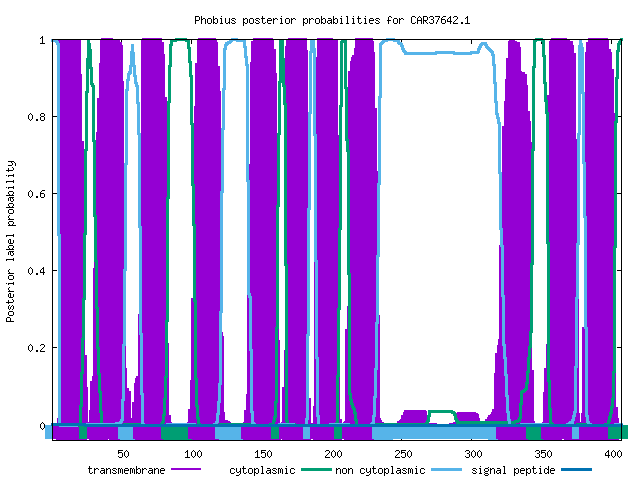 Phobius posterior probabilities for CAR37642.1
1
0.8
0.6
0.4
0.2
0
Posterior label probability
50 100 150 200 250 300 350 400
transmembrane cytoplasmic non cytoplasmic signal peptide